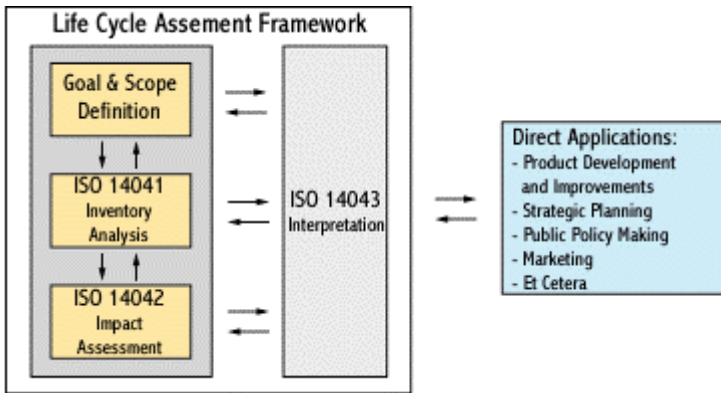 Life Cycle Assement Framework
Goal & Scope
Definition
ISO 14041
Inventory
Analysis
ISO 14042
Impact
Assessment
ISO 14043
Interpretation
Direct Applications:
- Product Development
and Improvements
- Strategic Planning
- Public Policy Making
- Marketing
- Et Cetera